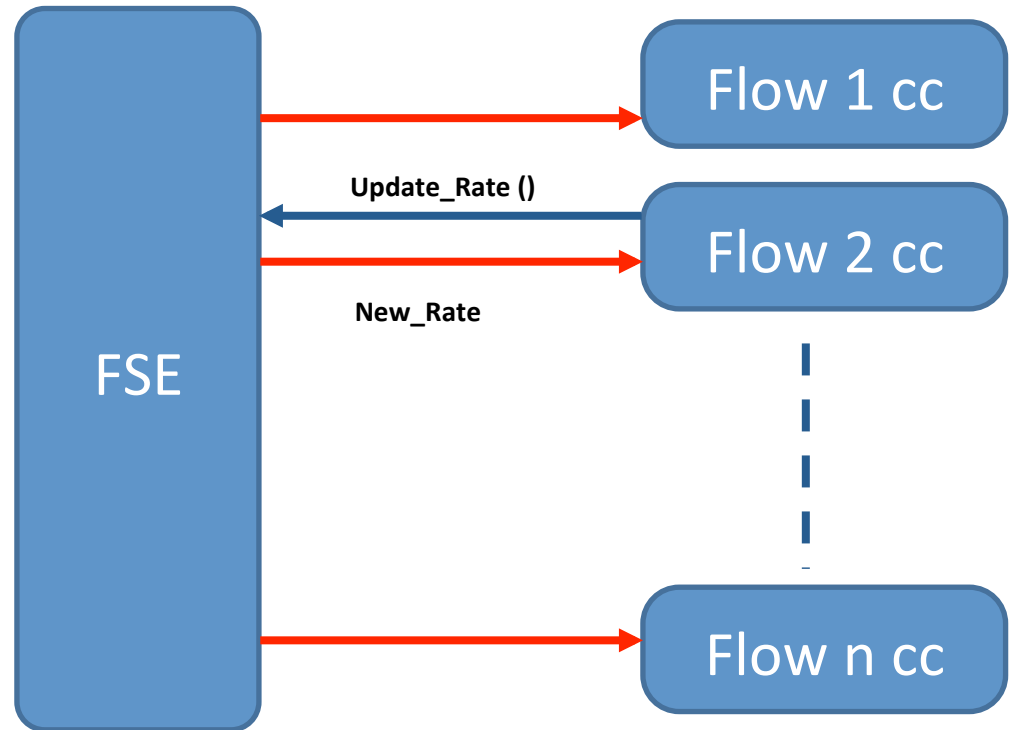 Flow 1 cc
Update_Rate ()
Flow 2 cc
New_Rate
FSE
Flow n cc